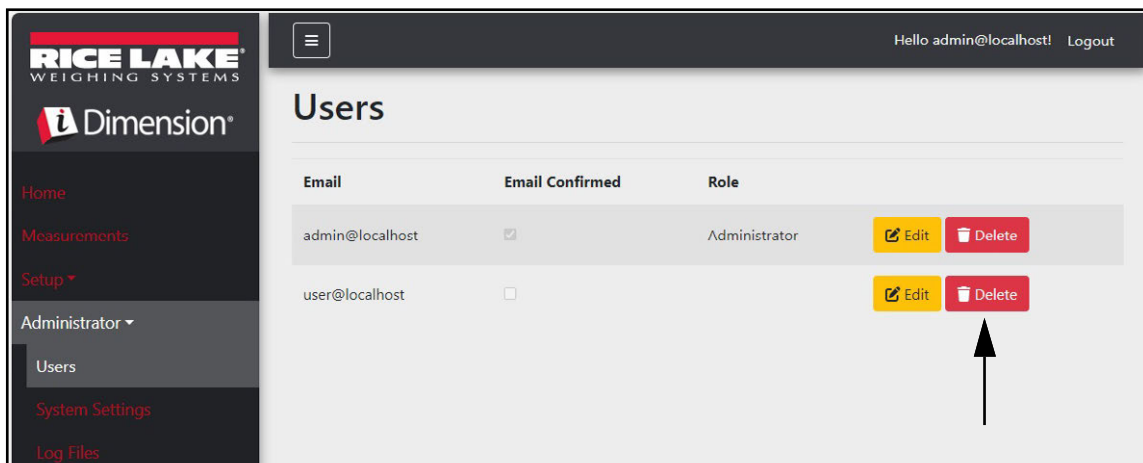 RICE LAKE®
WEIGHING SYSTEMS
i Dimension®
Home
Measurements
Setup
Administrator
Users
System Settings
Log Files
Hello admin@localhost! Logout
Users
Email Email Confirmed Role
admin@localhost Administrator Edit Delete
user@localhost Edit Delete